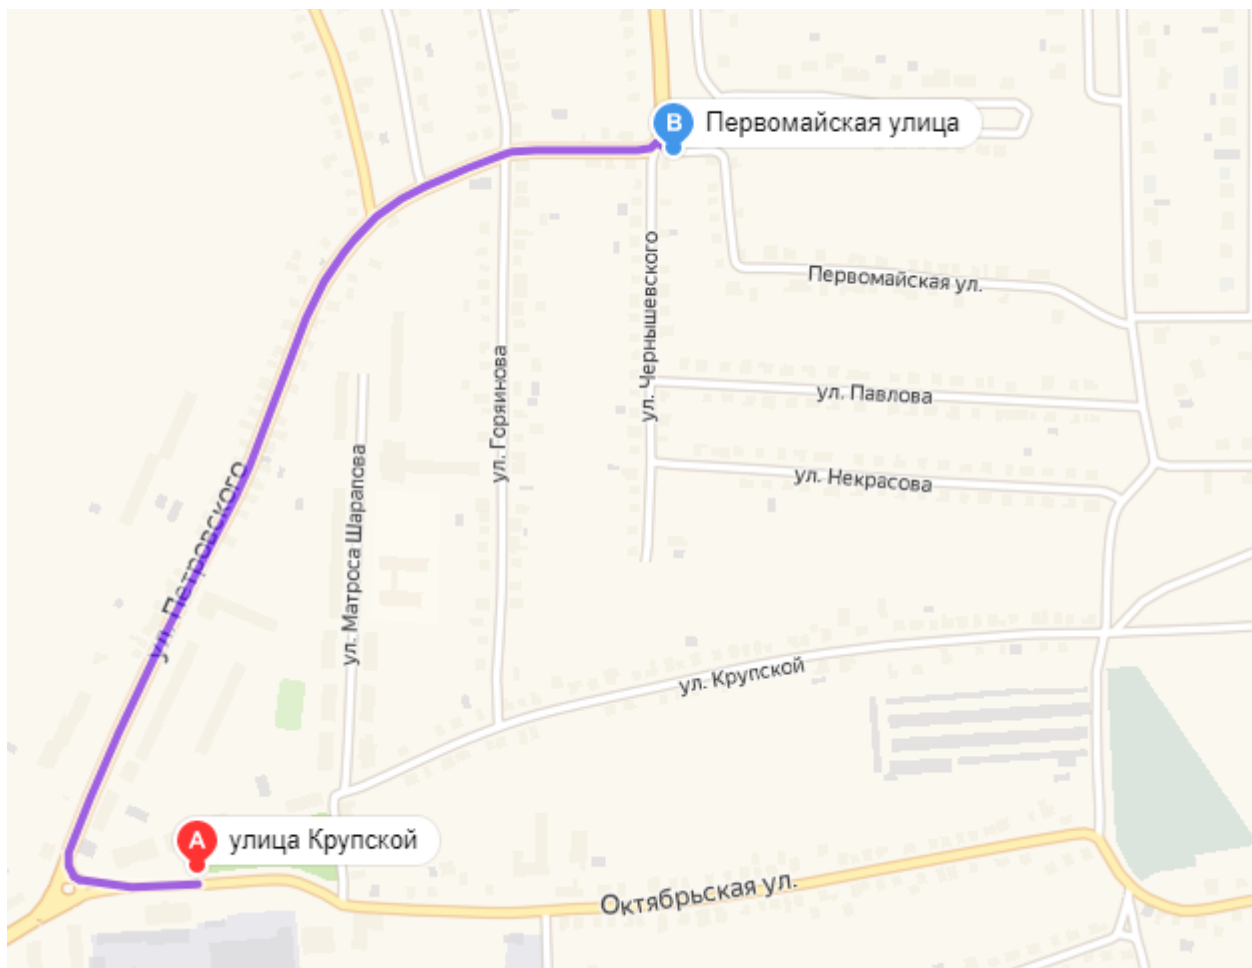 B
Первомайская улица
ул. Чернышевского
Первомайская ул.
ул. Горяинова
ул. Павлова
ул. Петровского
ул. Матроса Шарапова
ул. Некрасова
ул. Крупской
A
улица Крупской
Октябрьская ул.